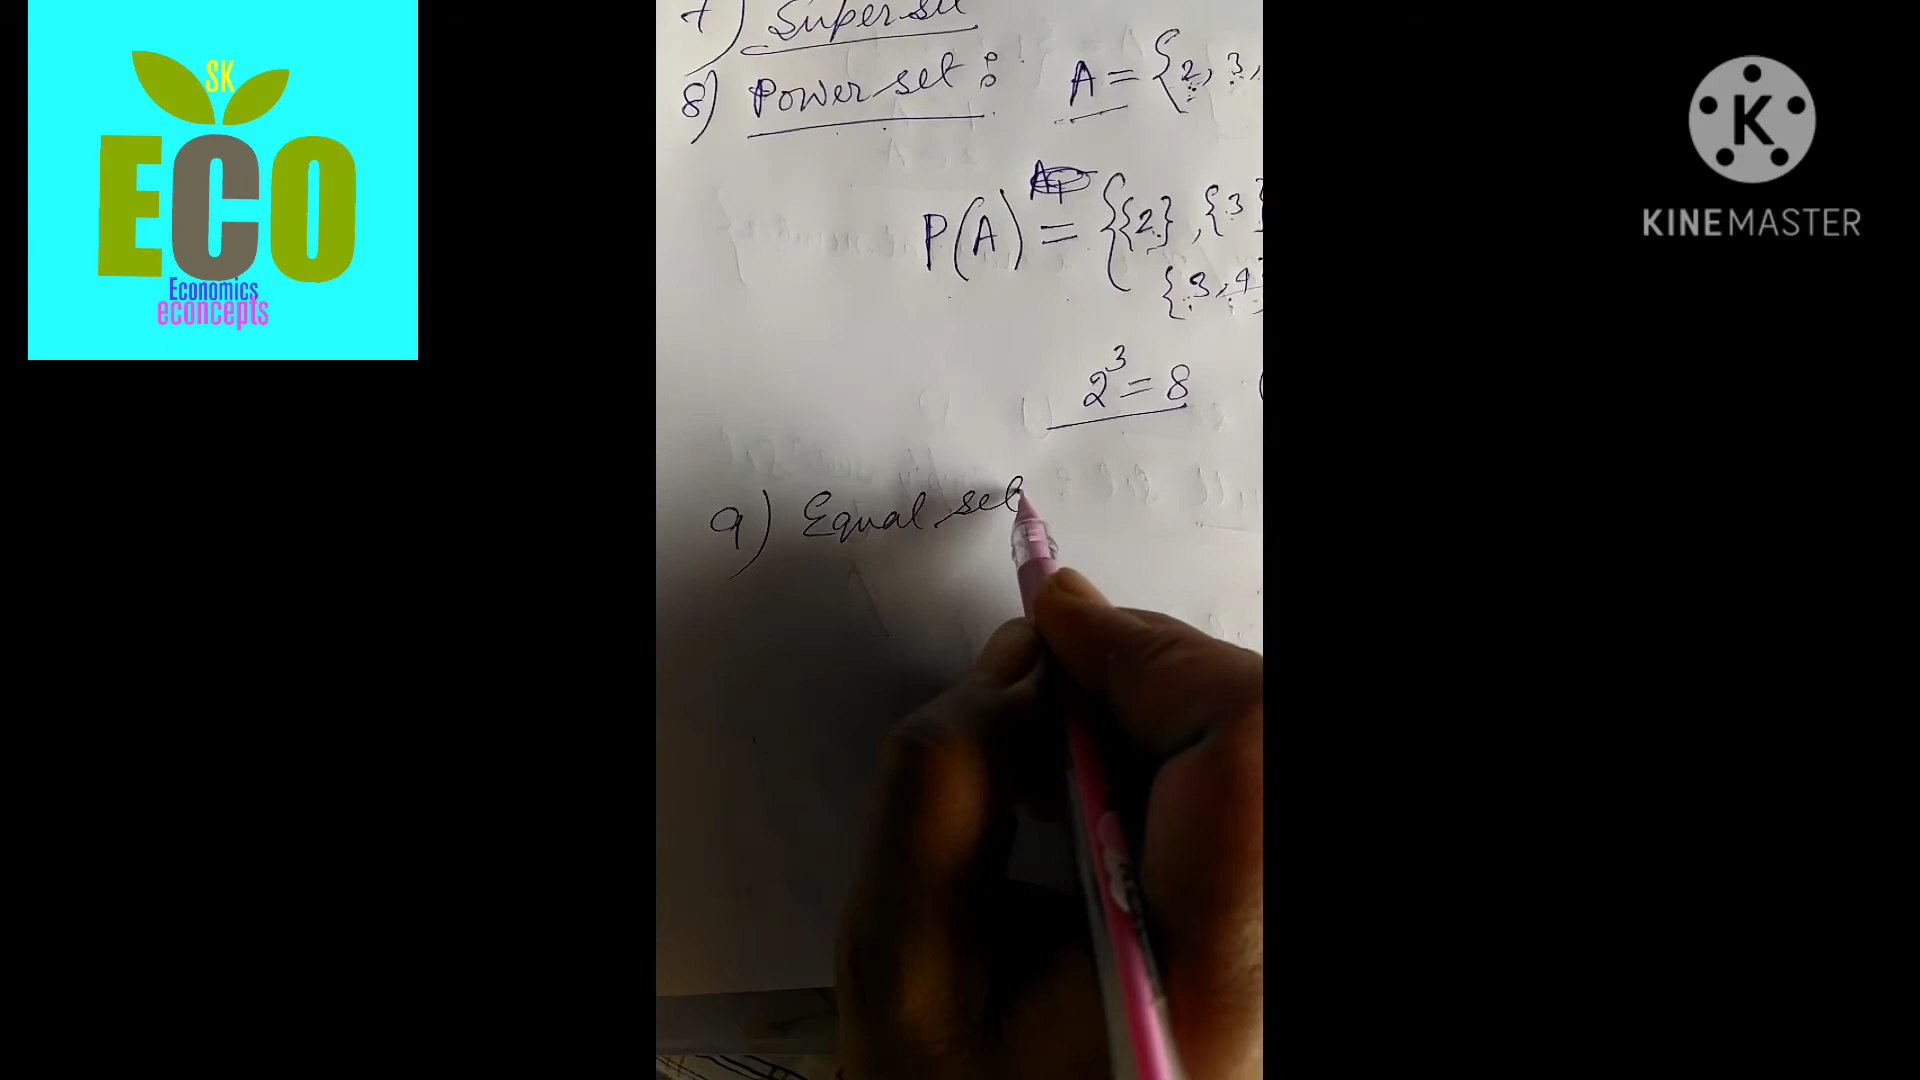 SK
ECO
Economics
econcepts
KINEMASTER
7) Superset
8) Power set : A = {2, 3,
P(A) = {{2}, {3}
{3, 4}
2³ = 8
9) Equal set